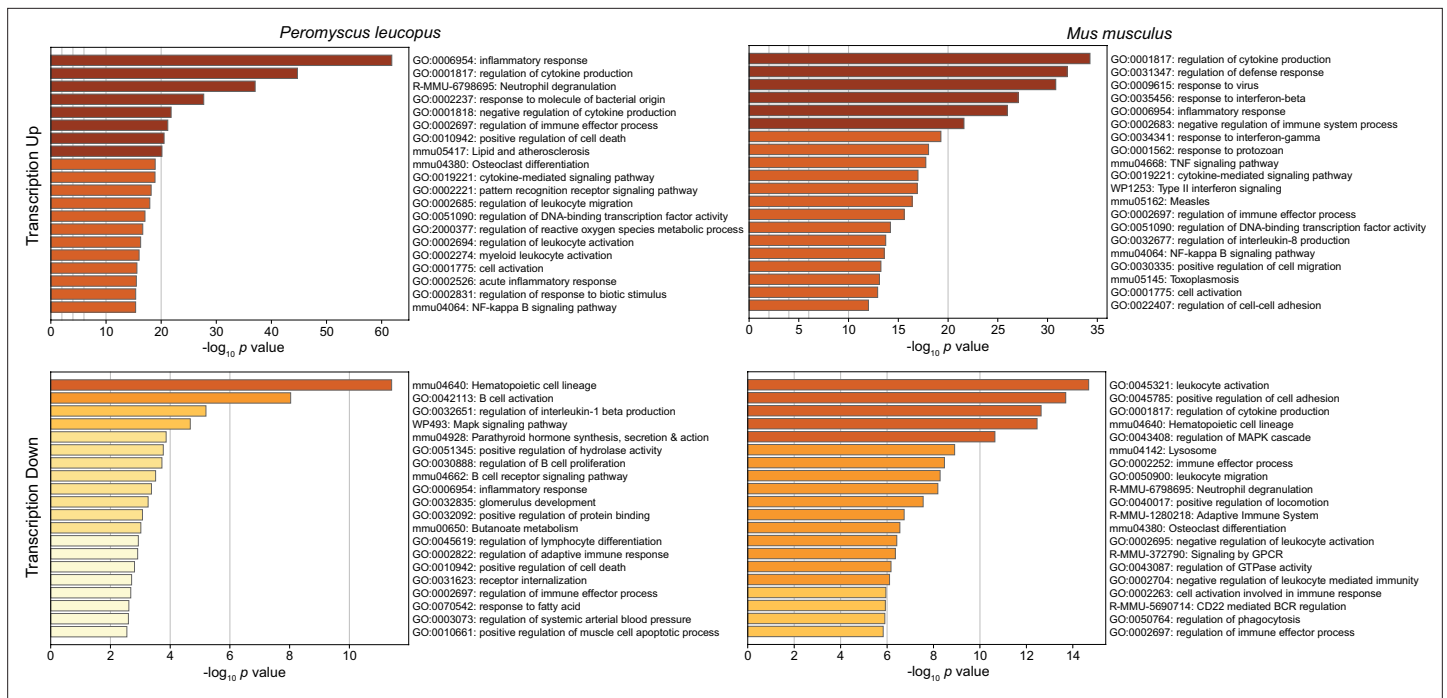 Peromyscus leucopus
Transcription Up
GO:0006954: inflammatory response
GO:0001817: regulation of cytokine production
R-MMU-6798695: Neutrophil degranulation
GO:0002237: response to molecule of bacterial origin
GO:0001818: negative regulation of cytokine production
GO:0002697: regulation of immune effector process
GO:0010942: positive regulation of cell death
mmu05417: Lipid and atherosclerosis
mmu04380: Osteoclast differentiation
GO:0019221: cytokine-mediated signaling pathway
GO:0002221: pattern recognition receptor signaling pathway
GO:0002685: regulation of leukocyte migration
GO:0051090: regulation of DNA-binding transcription factor activity
GO:2000377: regulation of reactive oxygen species metabolic process
GO:0002694: regulation of leukocyte activation
GO:0002274: myeloid leukocyte activation
GO:0001775: cell activation
GO:0002526: acute inflammatory response
GO:0002831: regulation of response to biotic stimulus
mmu04064: NF-kappa B signaling pathway
0 10 20 30 40 50 60
-log10 p value
Mus musculus
GO:0001817: regulation of cytokine production
GO:0031347: regulation of defense response
GO:0009615: response to virus
GO:0035456: response to interferon-beta
GO:0006954: inflammatory response
GO:0002683: negative regulation of immune system process
GO:0034341: response to interferon-gamma
GO:0001562: response to protozoan
mmu04668: TNF signaling pathway
GO:0019221: cytokine-mediated signaling pathway
WP1253: Type II interferon signaling
mmu05162: Measles
GO:0002697: regulation of immune effector process
GO:0051090: regulation of DNA-binding transcription factor activity
GO:0032677: regulation of interleukin-8 production
mmu04064: NF-kappa B signaling pathway
GO:0030335: positive regulation of cell migration
mmu05145: Toxoplasmosis
GO:0001775: cell activation
GO:0022407: regulation of cell-cell adhesion
0 5 10 15 20 25 30 35
-log10 p value
Transcription Down
mmu04640: Hematopoietic cell lineage
GO:0042113: B cell activation
GO:0032651: regulation of interleukin-1 beta production
WP493: Mapk signaling pathway
mmu04928: Parathyroid hormone synthesis, secretion & action
GO:0051345: positive regulation of hydrolase activity
GO:0030888: regulation of B cell proliferation
mmu04662: B cell receptor signaling pathway
GO:0006954: inflammatory response
GO:0032835: glomerulus development
GO:0032092: positive regulation of protein binding
mmu00650: Butanoate metabolism
GO:0045619: regulation of lymphocyte differentiation
GO:0002822: regulation of adaptive immune response
GO:0010942: positive regulation of cell death
GO:0031623: receptor internalization
GO:0002697: regulation of immune effector process
GO:0070542: response to fatty acid
GO:0003073: regulation of systemic arterial blood pressure
GO:0010661: positive regulation of muscle cell apoptotic process
0 2 4 6 8 10
-log10 p value
GO:0045321: leukocyte activation
GO:0045785: positive regulation of cell adhesion
GO:0001817: regulation of cytokine production
mmu04640: Hematopoietic cell lineage
GO:0043408: regulation of MAPK cascade
mmu04142: Lysosome
GO:0002252: immune effector process
GO:0050900: leukocyte migration
R-MMU-6798695: Neutrophil degranulation
GO:0040017: positive regulation of locomotion
R-MMU-1280218: Adaptive Immune System
mmu04380: Osteoclast differentiation
GO:0002695: negative regulation of leukocyte activation
R-MMU-372790: Signaling by GPCR
GO:0043087: regulation of GTPase activity
GO:0002704: negative regulation of leukocyte mediated immunity
GO:0002263: cell activation involved in immune response
R-MMU-5690714: CD22 mediated BCR regulation
GO:0050764: regulation of phagocytosis
GO:0002697: regulation of immune effector process
0 2 4 6 8 10 12 14
-log10 p value